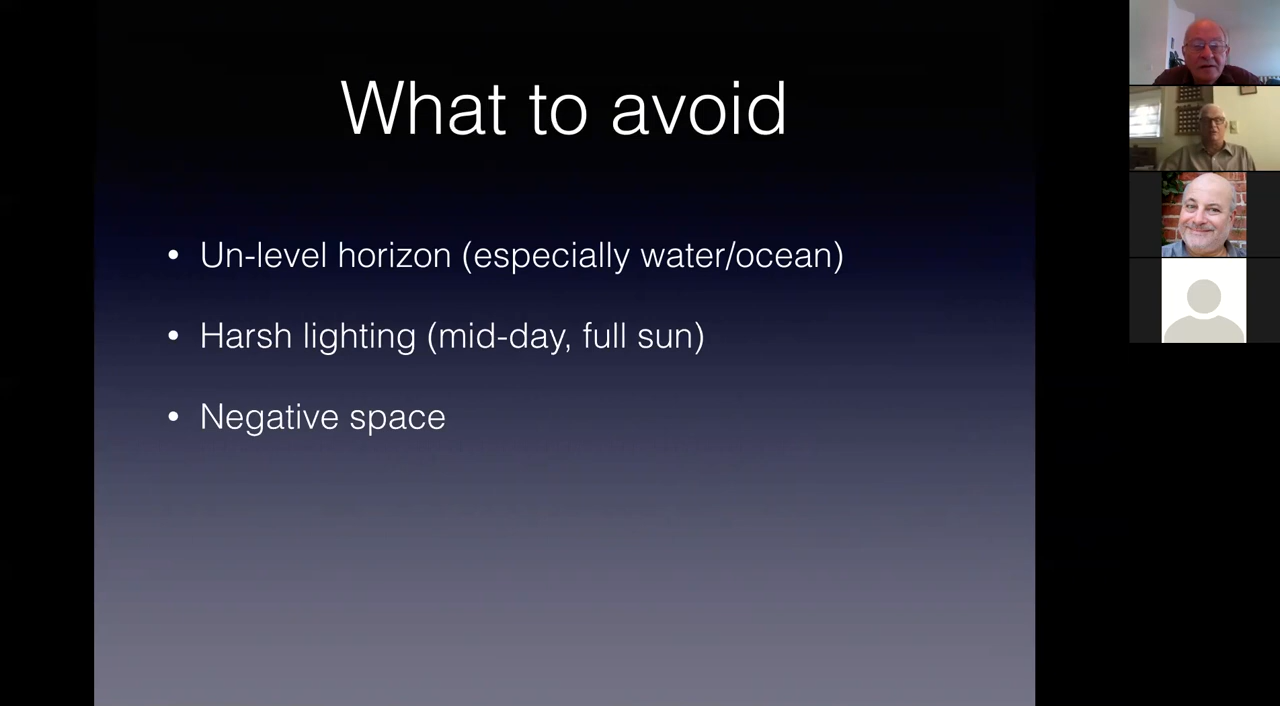 What to avoid
• Un-level horizon (especially water/ocean)
• Harsh lighting (mid-day, full sun)
• Negative space